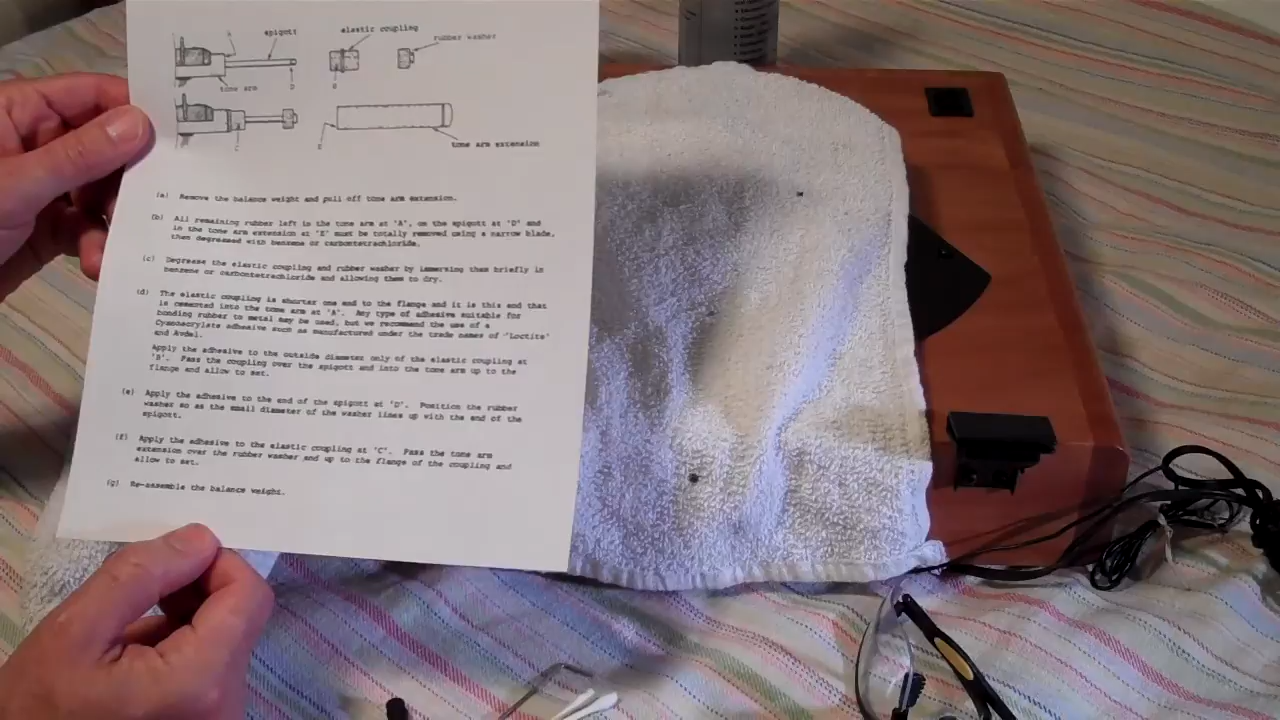 A
spigott
elastic coupling
rubber washer
tone arm
D
B
C
E
tone arm extension
(a) Remove the balance weight and pull off tone arm extension.
(b) All remaining rubber left in the tone arm at 'A', on the spigott at 'D' and
in the tone arm extension at 'E' must be totally removed using a narrow blade,
then degreased with benzene or carbontetrachloride.
(c) Degrease the elastic coupling and rubber washer by immersing them briefly in
benzene or carbontetrachloride and allowing them to dry.
(d) The elastic coupling is shorter one end to the flange and it is this end that
is cemented into the tone arm at 'A'. Any type of adhesive suitable for
bonding rubber to metal may be used, but we recommend the use of a
Cyanoacrylate adhesive such as manufactured under the trade names of 'Loctite'
and Avdel.
Apply the adhesive to the outside diameter only of the elastic coupling at
'B'. Pass the coupling over the spigott and into the tone arm up to the
flange and allow to set.
(e) Apply the adhesive to the end of the spigott at 'D'. Position the rubber
washer so as the small diameter of the washer lines up with the end of the
spigott.
(f) Apply the adhesive to the elastic coupling at 'C'. Pass the tone arm
extension over the rubber washer and up to the flange of the coupling and
allow to set.
(g) Re-assemble the balance weight.